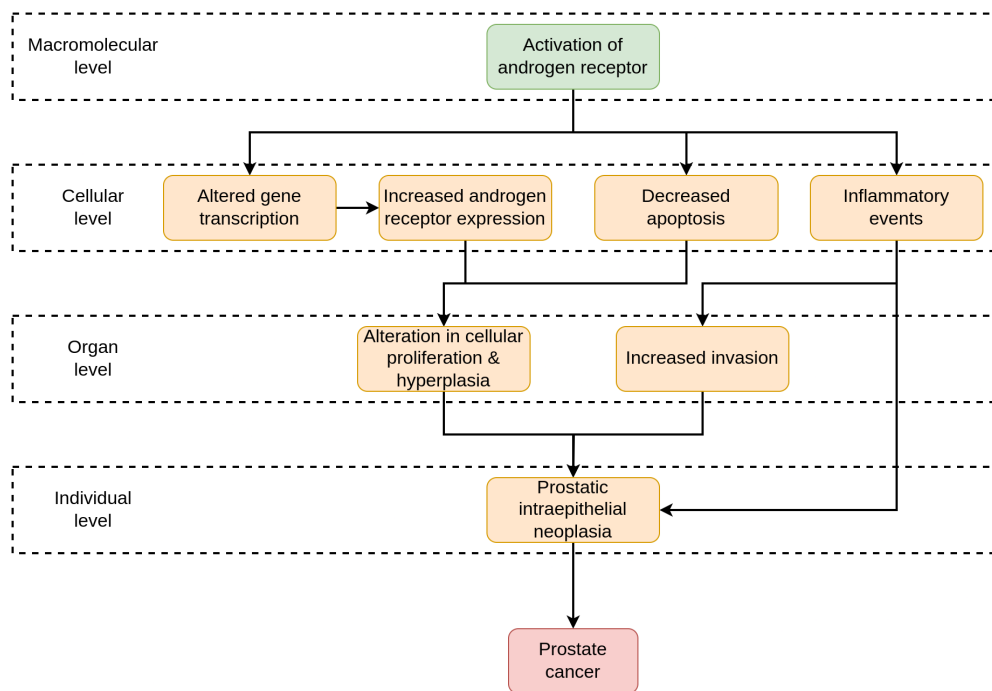 Macromolecular
level
Activation of
androgen receptor
Cellular
level
Altered gene
transcription
Increased androgen
receptor expression
Decreased
apoptosis
Inflammatory
events
Organ
level
Alteration in cellular
proliferation &
hyperplasia
Increased invasion
Individual
level
Prostatic
intraepithelial
neoplasia
Prostate
cancer